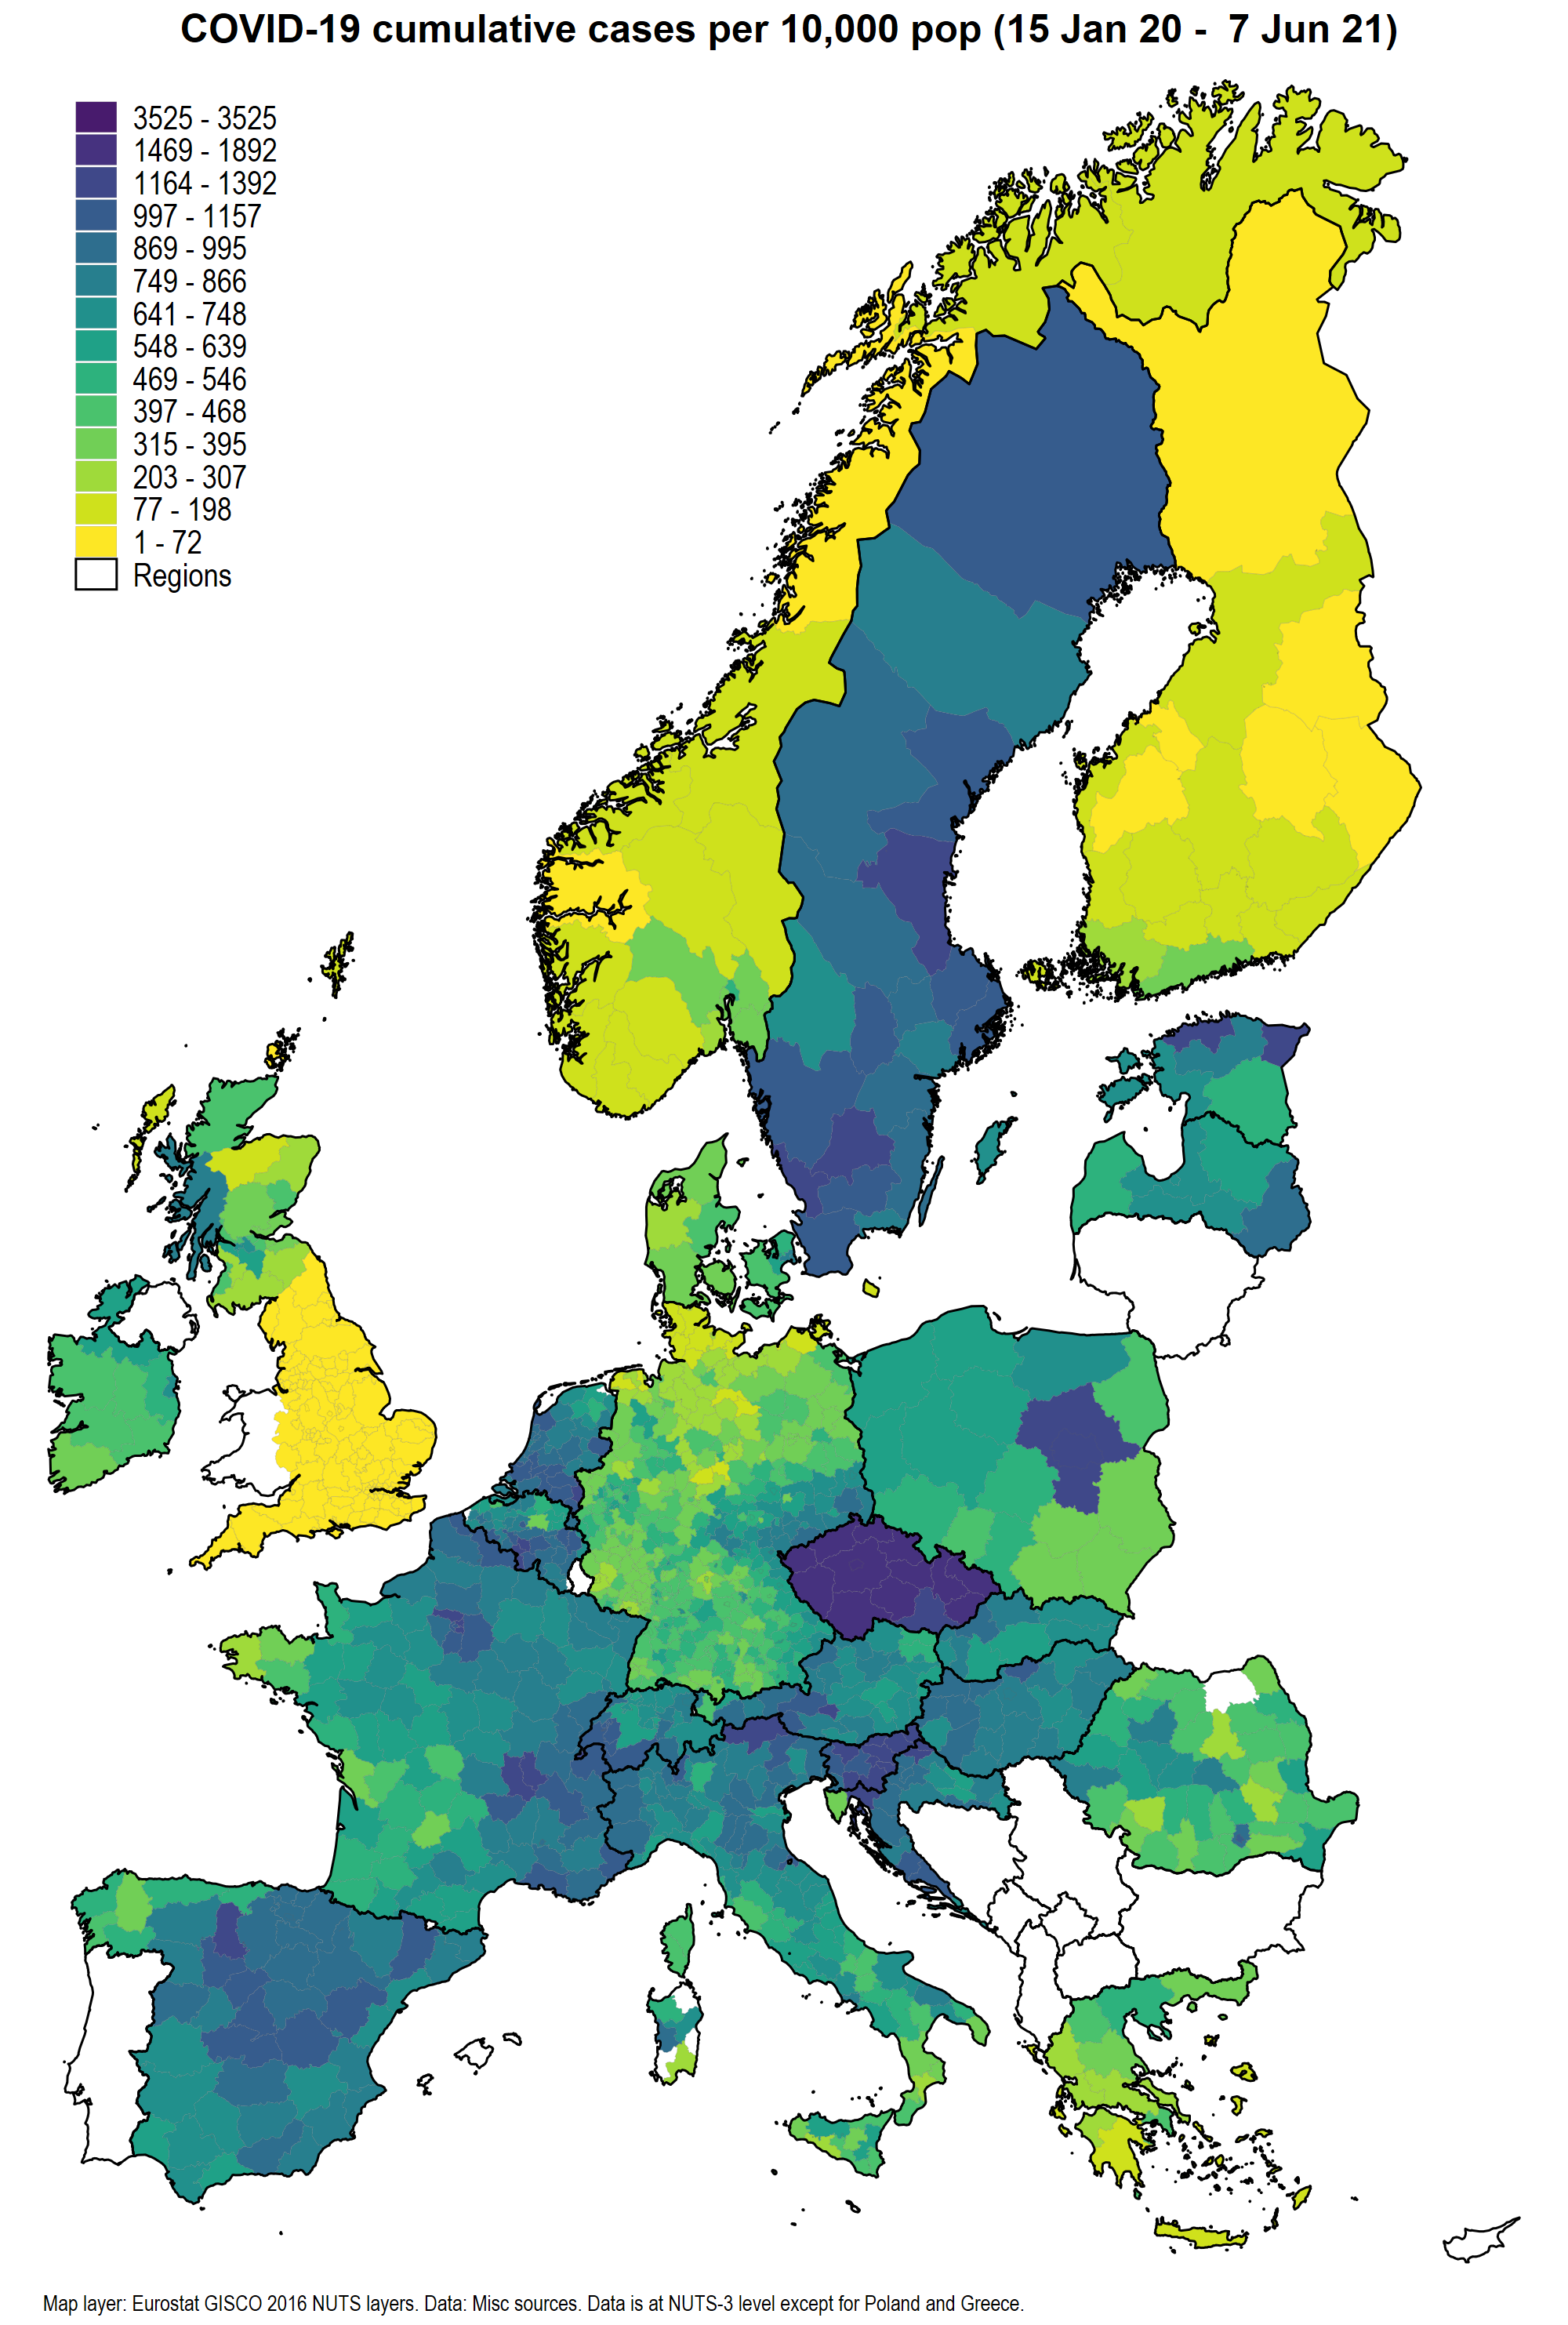 COVID-19 cumulative cases per 10,000 pop (15 Jan 20 -  7 Jun 21)
3525 - 3525
1469 - 1892
1164 - 1392
997 - 1157
869 - 995
749 - 866
641 - 748
548 - 639
469 - 546
397 - 468
315 - 395
203 - 307
77 - 198
1 - 72
Regions
Map layer: Eurostat GISCO 2016 NUTS layers. Data: Misc sources. Data is at NUTS-3 level except for Poland and Greece.